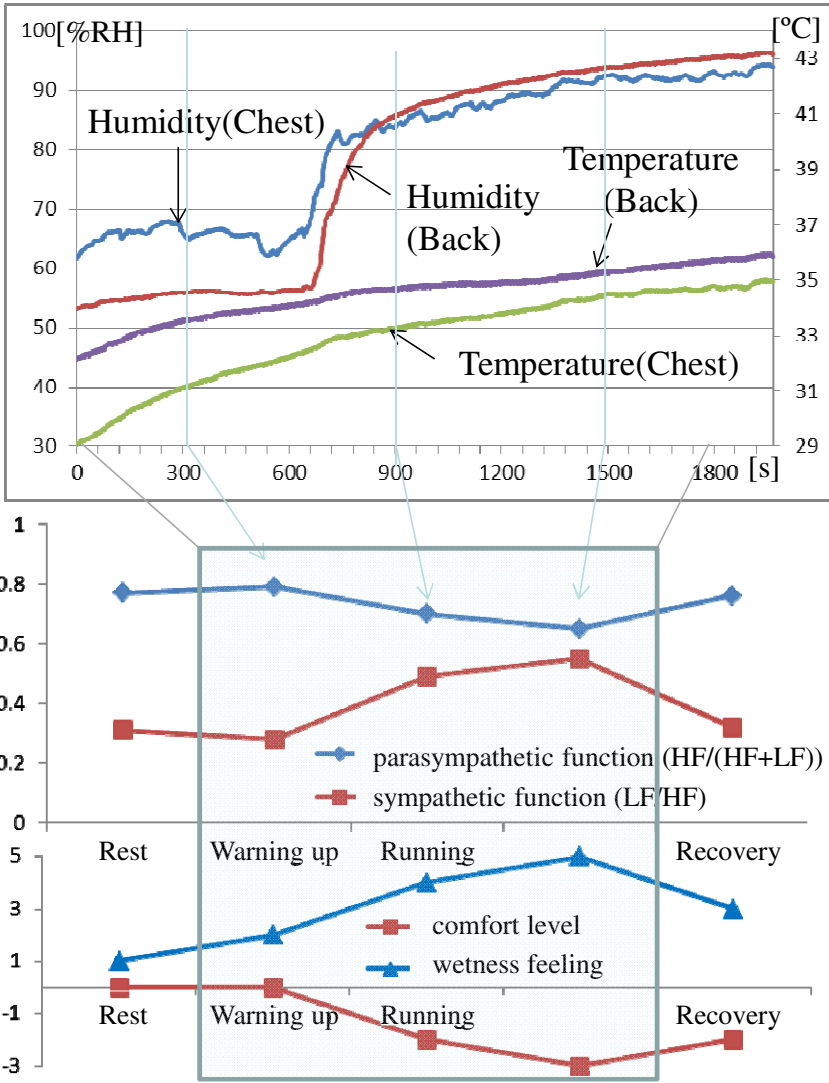 [%RH] [ºC]
100 43
90 41
Humidity(Chest)
80 39
Temperature
(Back)
70 37
Humidity
(Back)
60 35
50 33
Temperature(Chest)
40 31
30 29
0 300 600 900 1200 1500 1800 [s]
1
0.8
0.6
0.4
parasympathetic function (HF/(HF+LF))
0.2
sympathetic function (LF/HF)
0
Rest Warning up Running Recovery
5
3
comfort level
1
wetness feeling
-1
Rest Warning up Running Recovery
-3